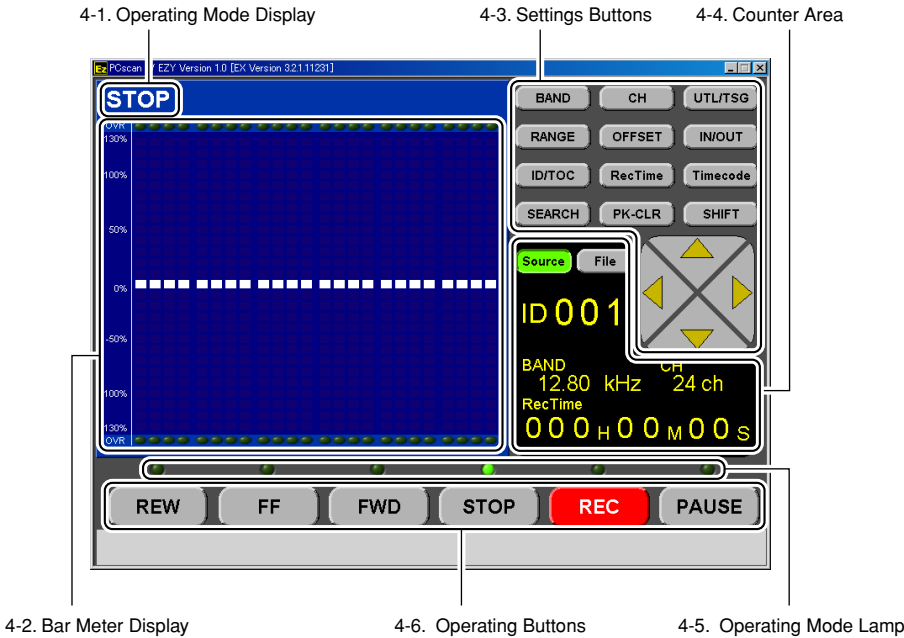 4-1. Operating Mode Display
4-3. Settings Buttons
4-4. Counter Area
Ez PCscan
EZY Version 1.0 [EX Version 3.2.1.11231]
STOP
BAND
CH
UTL/TSG
OVR
130%
RANGE
OFFSET
IN/OUT
100%
ID/TOC
RecTime
Timecode
SEARCH
PK-CLR
SHIFT
50%
Source
File
0%
ID 001
-50%
BAND
CH
12.80 kHz
24 ch
100%
RecTime
000 H 00 M 00 S
130%
OVR
REW
FF
FWD
STOP
REC
PAUSE
4-2. Bar Meter Display
4-6. Operating Buttons
4-5. Operating Mode Lamp